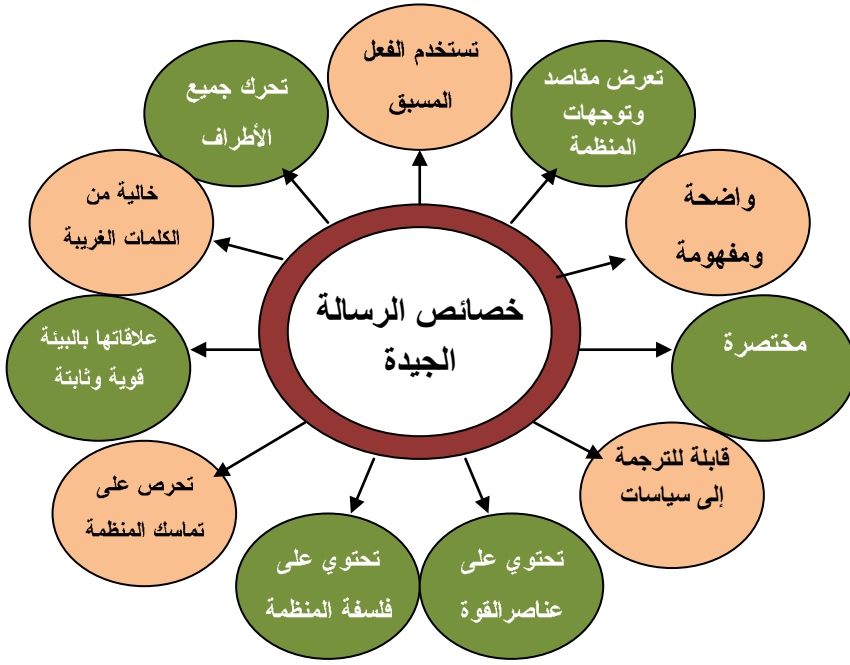 خصائص الرسالة
الجيدة
تستخدم الفعل
المسبق
تعرض مقاصد
وتوجهات
المنظمة
واضحة
ومفهومة
مختصرة
قابلة للترجمة
إلى سياسات
تحتوي على
عناصرالقوة
تحتوي على
فلسفة المنظمة
تحرص على
تماسك المنظمة
علاقاتها بالبيئة
قوية وثابتة
خالية من
الكلمات الغريبة
تحرك جميع
الأطراف